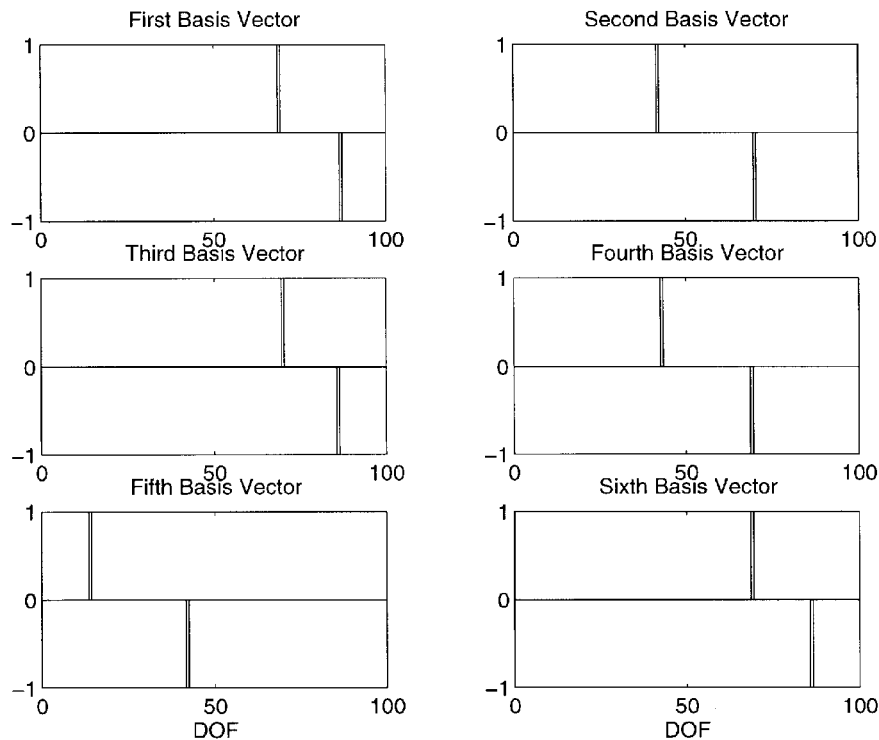 First Basis Vector
1
0
−1
0 50 100
Second Basis Vector
1
0
−1
0 50 100
Third Basis Vector
1
0
−1
0 50 100
Fourth Basis Vector
1
0
−1
0 50 100
Fifth Basis Vector
1
0
−1
0 50 100
DOF
Sixth Basis Vector
1
0
−1
0 50 100
DOF